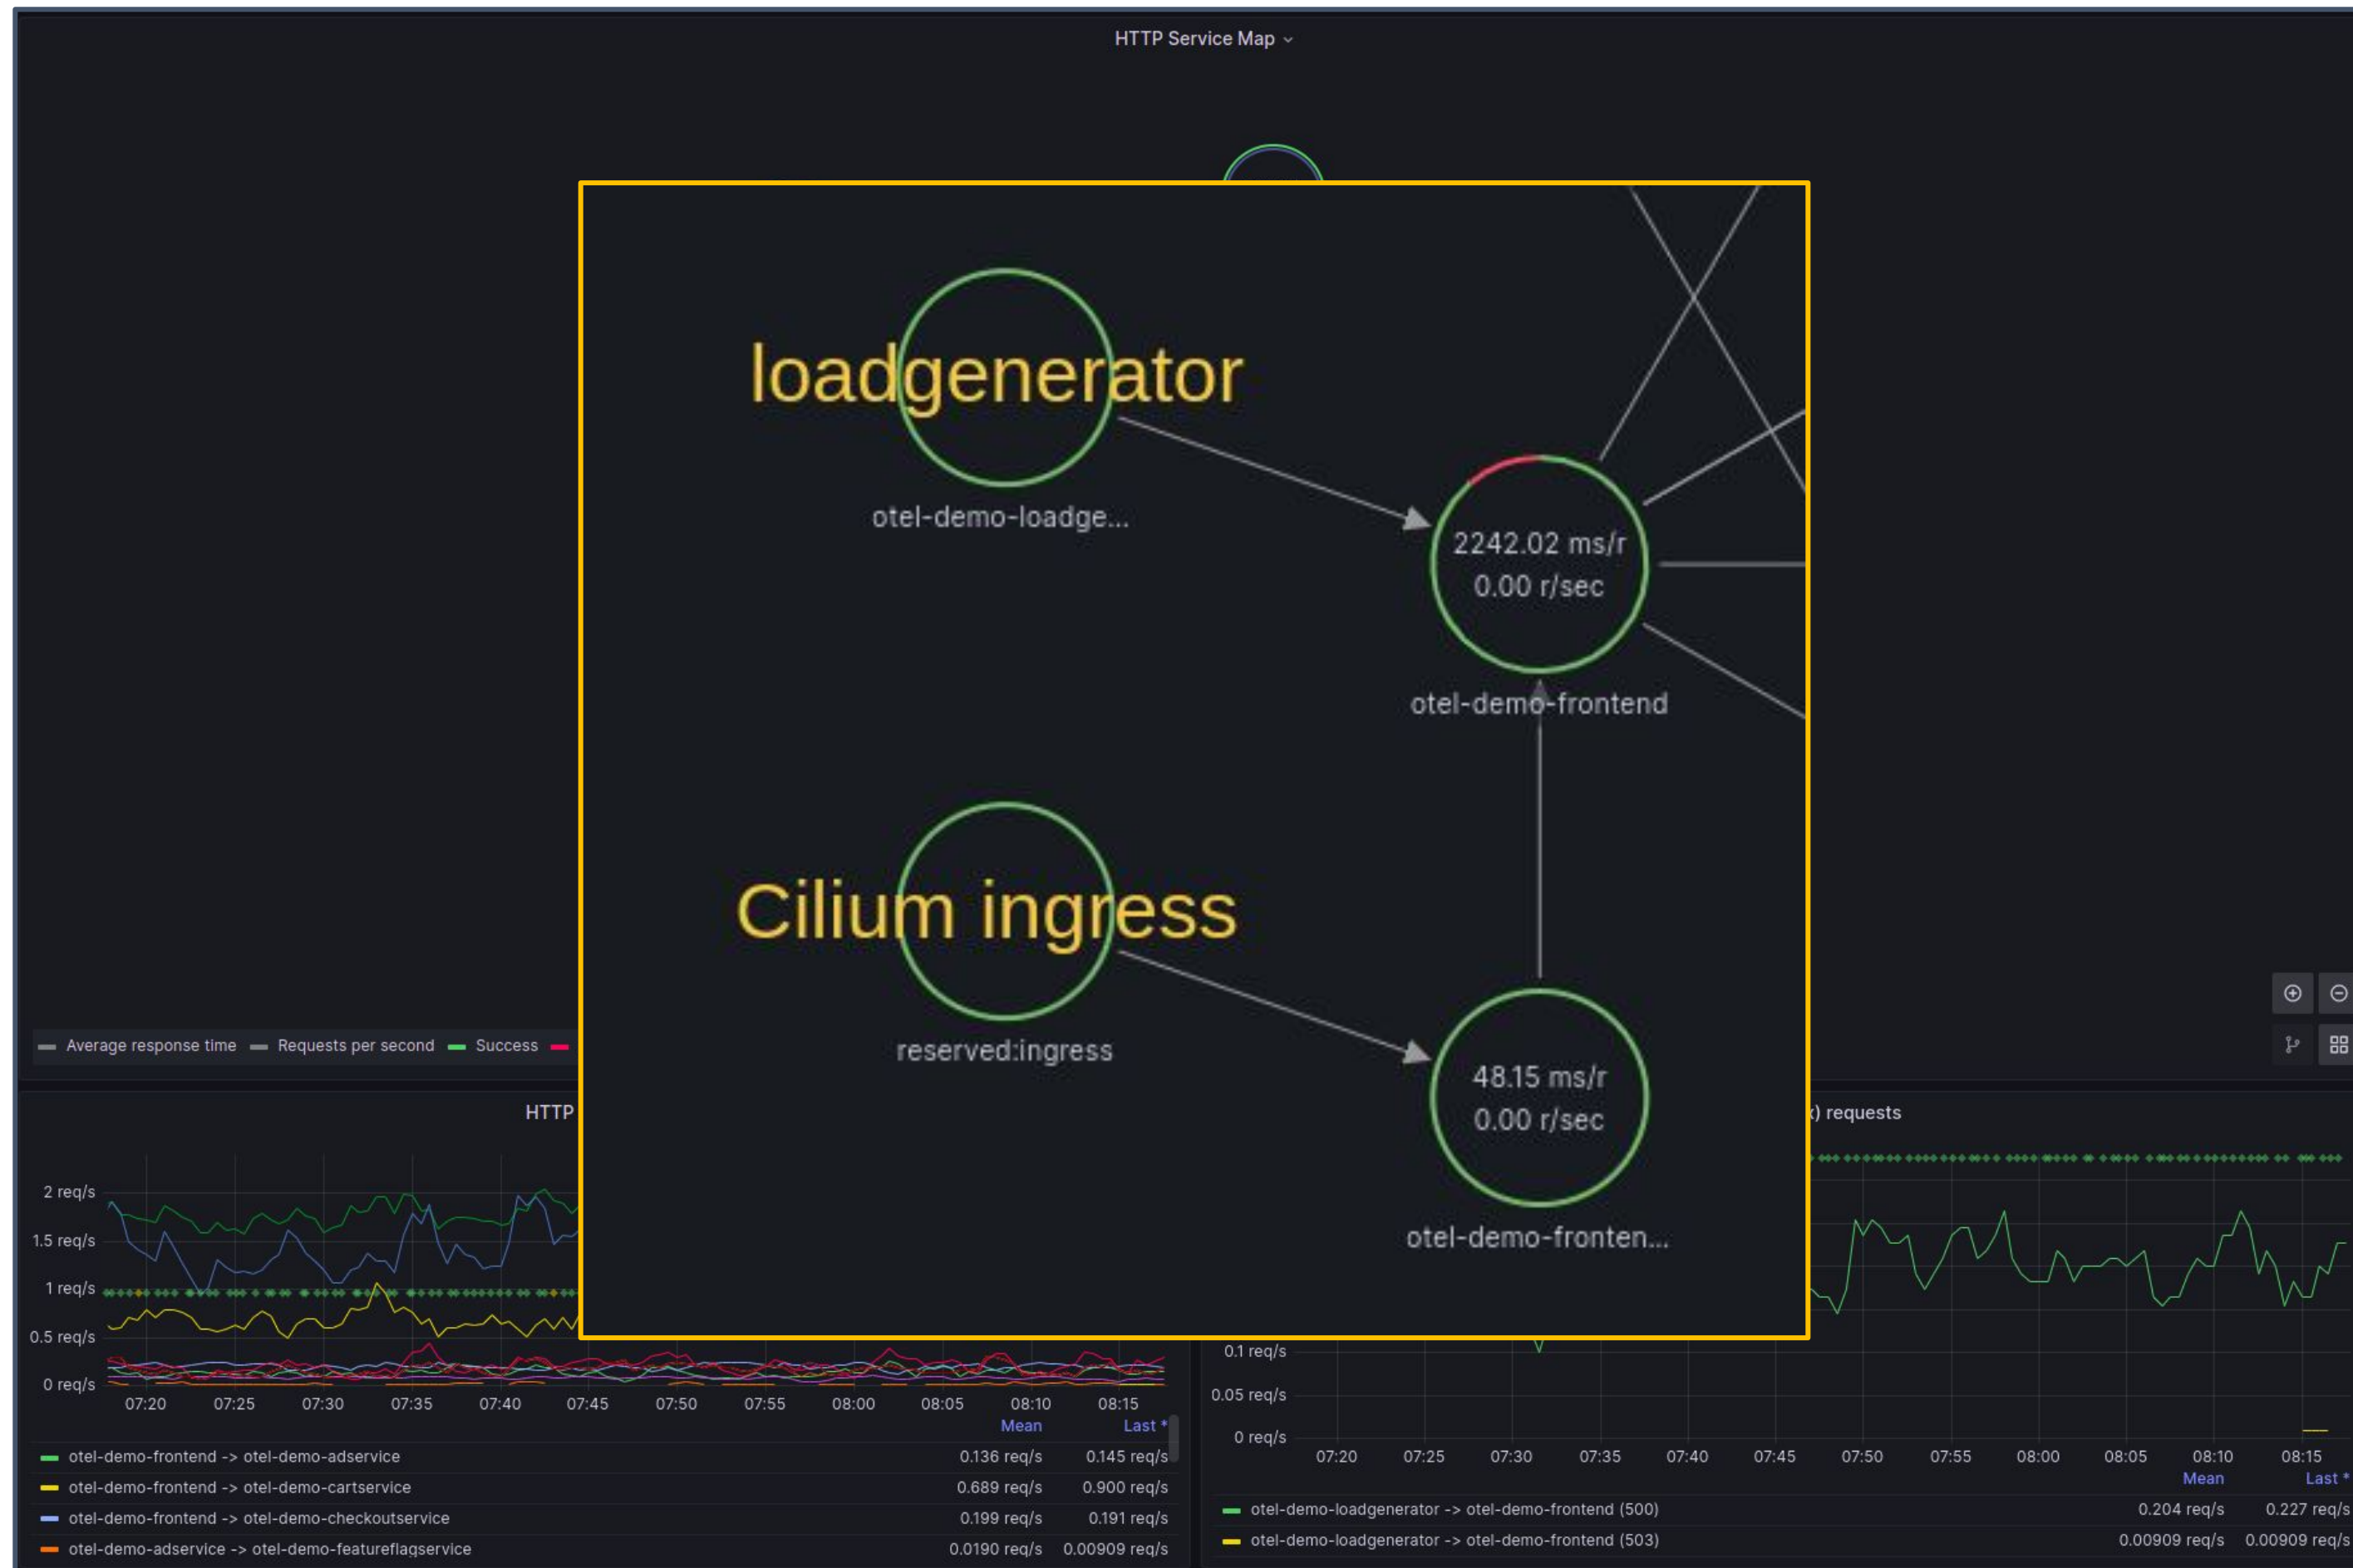 HTTP Service Map
loadgenerator
otel-demo-loadge...
2242.02 ms/r
0.00 r/sec
otel-demo-frontend
Cilium ingress
reserved:ingress
48.15 ms/r
0.00 r/sec
otel-demo-fronten...
Average response time Requests per second Success
HTTP
2 req/s
1.5 req/s
1 req/s
0.5 req/s
0 req/s
07:20 07:25 07:30 07:35 07:40 07:45 07:50 07:55 08:00 08:05 08:10 08:15
Mean Last *
otel-demo-frontend -> otel-demo-adservice 0.136 req/s 0.145 req/s
otel-demo-frontend -> otel-demo-cartservice 0.689 req/s 0.900 req/s
otel-demo-frontend -> otel-demo-checkoutservice 0.199 req/s 0.191 req/s
otel-demo-adservice -> otel-demo-featureflagservice 0.0190 req/s 0.00909 req/s
) requests
0.1 req/s
0.05 req/s
0 req/s
07:20 07:25 07:30 07:35 07:40 07:45 07:50 07:55 08:00 08:05 08:10 08:15
Mean Last *
otel-demo-loadgenerator -> otel-demo-frontend (500) 0.204 req/s 0.227 req/s
otel-demo-loadgenerator -> otel-demo-frontend (503) 0.00909 req/s 0.00909 req/s